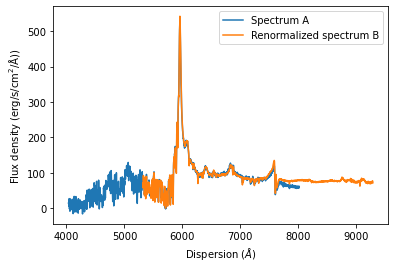 Spectrum A
Renormalized spectrum B
Flux density (erg/s/cm²/Å))
500
400
300
200
100
0
4000 5000 6000 7000 8000 9000
Dispersion (Å)